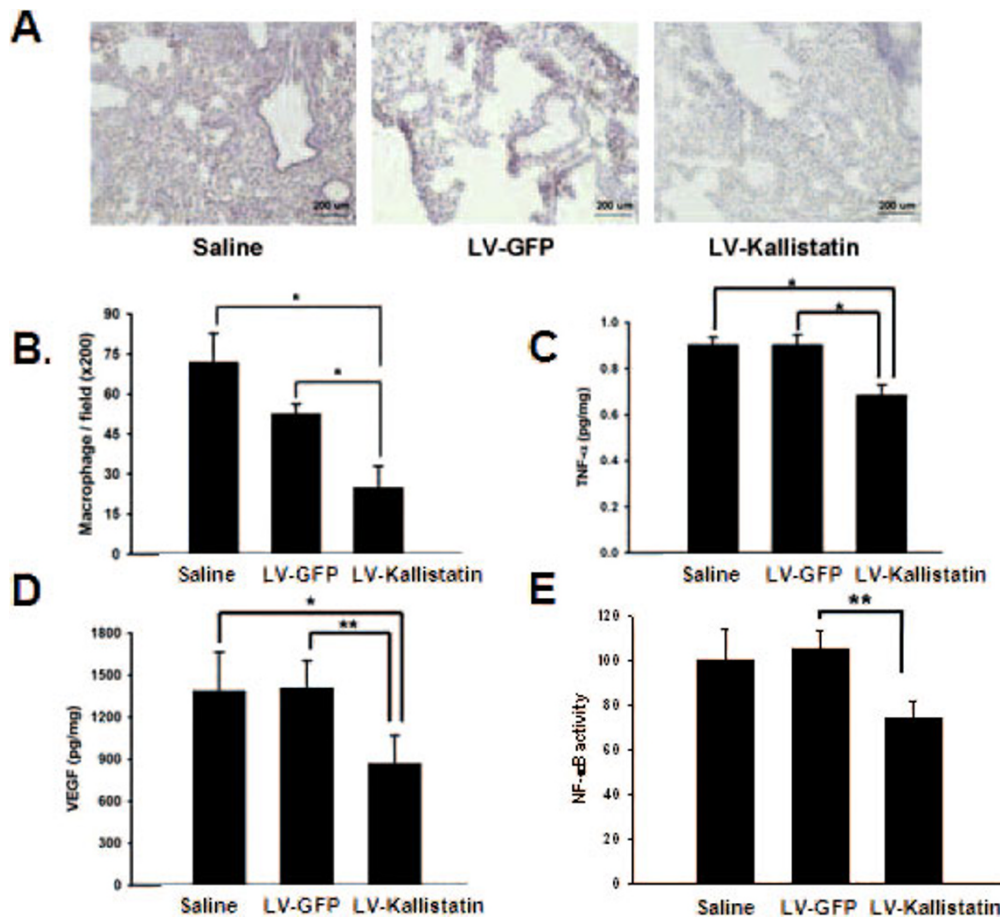 A
200 um
200 um
200 um
Saline
LV-GFP
LV-Kallistatin
B.
Macrophage / field (x200)
90
75
60
45
30
15
0
*
*
Saline
LV-GFP
LV-Kallistatin
C
TNF-α (pg/mg)
1.0
0.8
0.6
0.4
0.2
0.0
*
*
Saline
LV-GFP
LV-Kallistatin
D
VEGF (pg/mg)
1800
1500
1200
900
600
300
0
*
**
Saline
LV-GFP
LV-Kallistatin
E
NF-κB activity
120
100
80
60
40
20
0
**
Saline
LV-GFP
LV-Kallistatin